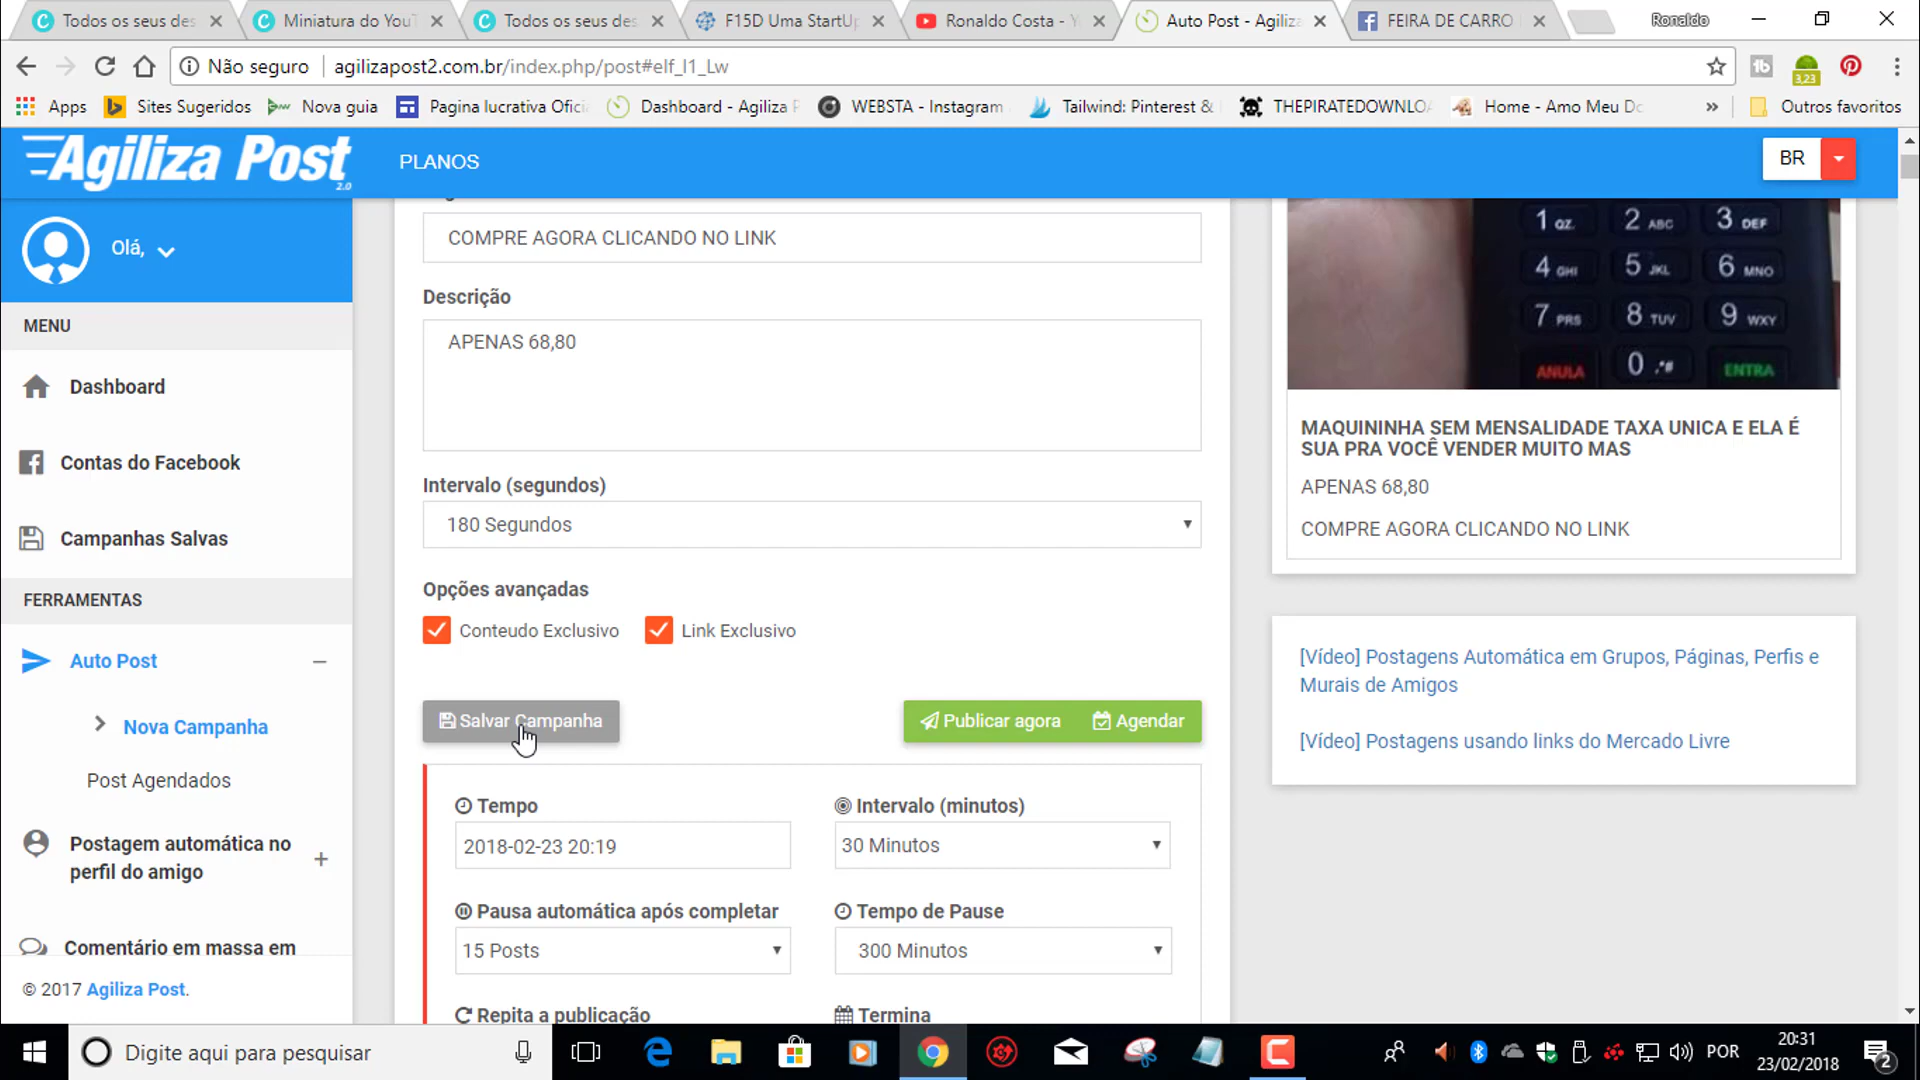 Todos os seus des
Miniatura do You
Todos os seus des
F15D Uma StartUp
Ronaldo Costa - Y
Auto Post - Agiliza
FEIRA DE CARRO
Ronaldo
Não seguro
agilizapost2.com.br/index.php/post#elf_l1_Lw
3,23
Apps
Sites Sugeridos
Nova guia
Pagina lucrativa Ofici
Dashboard - Agiliza P
WEBSTA - Instagram
Tailwind: Pinterest &
THEPIRATEDOWNLO
Home - Amo Meu Do
»
Outros favoritos
Agiliza Post
2.0
PLANOS
BR
Olá,
MENU
Dashboard
Contas do Facebook
Campanhas Salvas
FERRAMENTAS
Auto Post
Nova Campanha
Post Agendados
Postagem automática no
perfil do amigo
Comentário em massa em
© 2017 Agiliza Post.
COMPRE AGORA CLICANDO NO LINK
Descrição
APENAS 68,80
Intervalo (segundos)
180 Segundos
Opções avançadas
Conteudo Exclusivo
Link Exclusivo
Salvar Campanha
Publicar agora
Agendar
Tempo
2018-02-23 20:19
Intervalo (minutos)
30 Minutos
Pausa automática após completar
15 Posts
Tempo de Pause
300 Minutos
Repita a publicação
Termina
1 QZ. 2 ABC 3 DEF
4 GHI 5 JKL 6 MNO
7 PRS 8 TUV 9 WXY
ANULA 0 .*# ENTRA
MAQUININHA SEM MENSALIDADE TAXA UNICA E ELA É
SUA PRA VOCÊ VENDER MUITO MAS
APENAS 68,80
COMPRE AGORA CLICANDO NO LINK
[Vídeo] Postagens Automática em Grupos, Páginas, Perfis e
Murais de Amigos
[Vídeo] Postagens usando links do Mercado Livre
Digite aqui para pesquisar
POR
20:31
23/02/2018
2